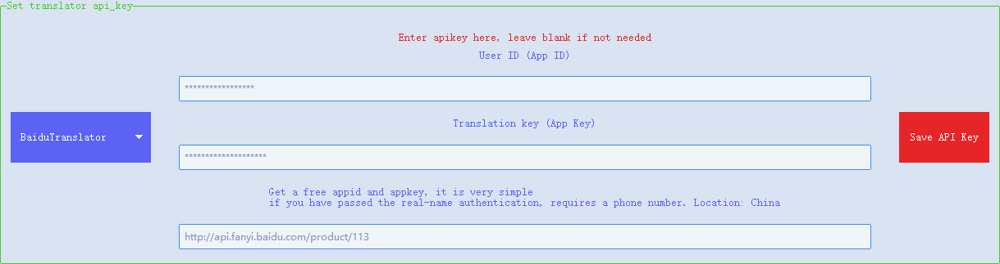 Set translator api_key
Enter apikey here, leave blank if not needed
User ID (App ID)
*****************
BaiduTranslator
Translation key (App Key)
Save API Key
********************
Get a free appid and appkey, it is very simple
if you have passed the real-name authentication, requires a phone number. Location: China
http://api.fanyi.baidu.com/product/113